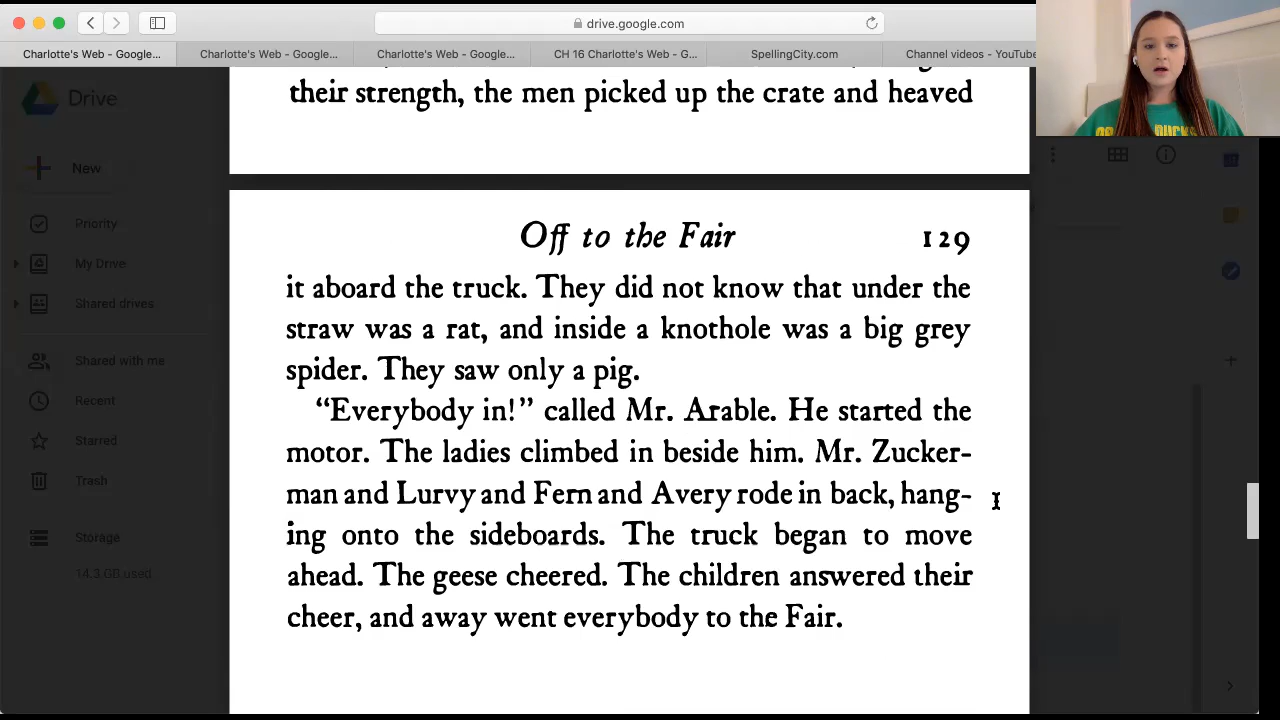 drive.google.com
Charlotte's Web - Google...
Charlotte's Web - Google...
Charlotte's Web - Google...
CH 16 Charlotte's Web - G...
SpellingCity.com
Channel videos - YouTube
Drive
New
Priority
My Drive
Shared drives
Shared with me
Recent
Starred
Trash
Storage
14.3 GB used
their strength, the men picked up the crate and heaved
Off to the Fair 129
it aboard the truck. They did not know that under the
straw was a rat, and inside a knothole was a big grey
spider. They saw only a pig.
“Everybody in!” called Mr. Arable. He started the
motor. The ladies climbed in beside him. Mr. Zucker-
man and Lurvy and Fern and Avery rode in back, hang-
ing onto the sideboards. The truck began to move
ahead. The geese cheered. The children answered their
cheer, and away went everybody to the Fair.
DUCKS